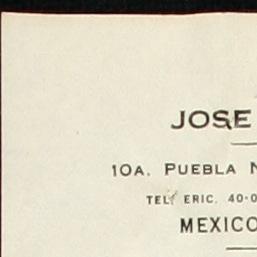 JOSE
10A. PUEBLA N
TEL. ERIC. 40-0
MEXICO